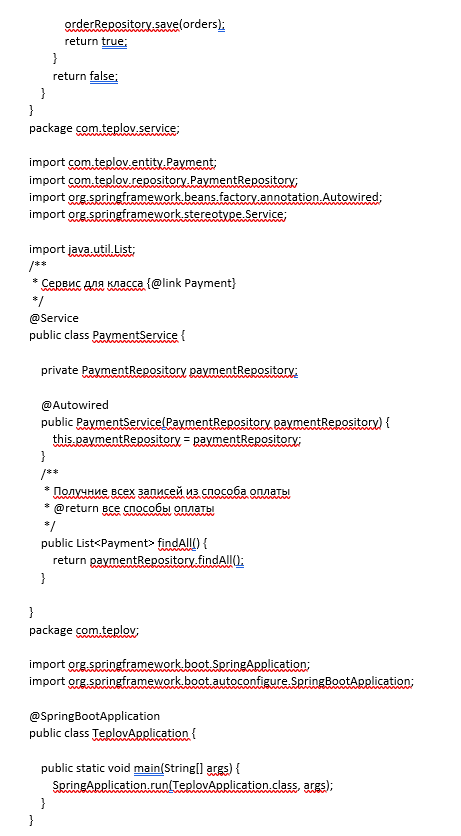 orderRepository.save(orders);
return true;
}
return false;
}
}
package com.teplov.service;
import com.teplov.entity.Payment;
import com.teplov.repository.PaymentRepository;
import org.springframework.beans.factory.annotation.Autowired;
import org.springframework.stereotype.Service;
import java.util.List;
/**
* Сервис для класса {@link Payment}
*/
@Service
public class PaymentService {
private PaymentRepository paymentRepository;
@Autowired
public PaymentService(PaymentRepository paymentRepository) {
this.paymentRepository = paymentRepository;
}
/**
* Получние всех записей из способа оплаты
* @return все способы оплаты
*/
public List<Payment> findAll() {
return paymentRepository.findAll();
}
}
package com.teplov;
import org.springframework.boot.SpringApplication;
import org.springframework.boot.autoconfigure.SpringBootApplication;
@SpringBootApplication
public class TeplovApplication {
public static void main(String[] args) {
SpringApplication.run(TeplovApplication.class, args);
}
}